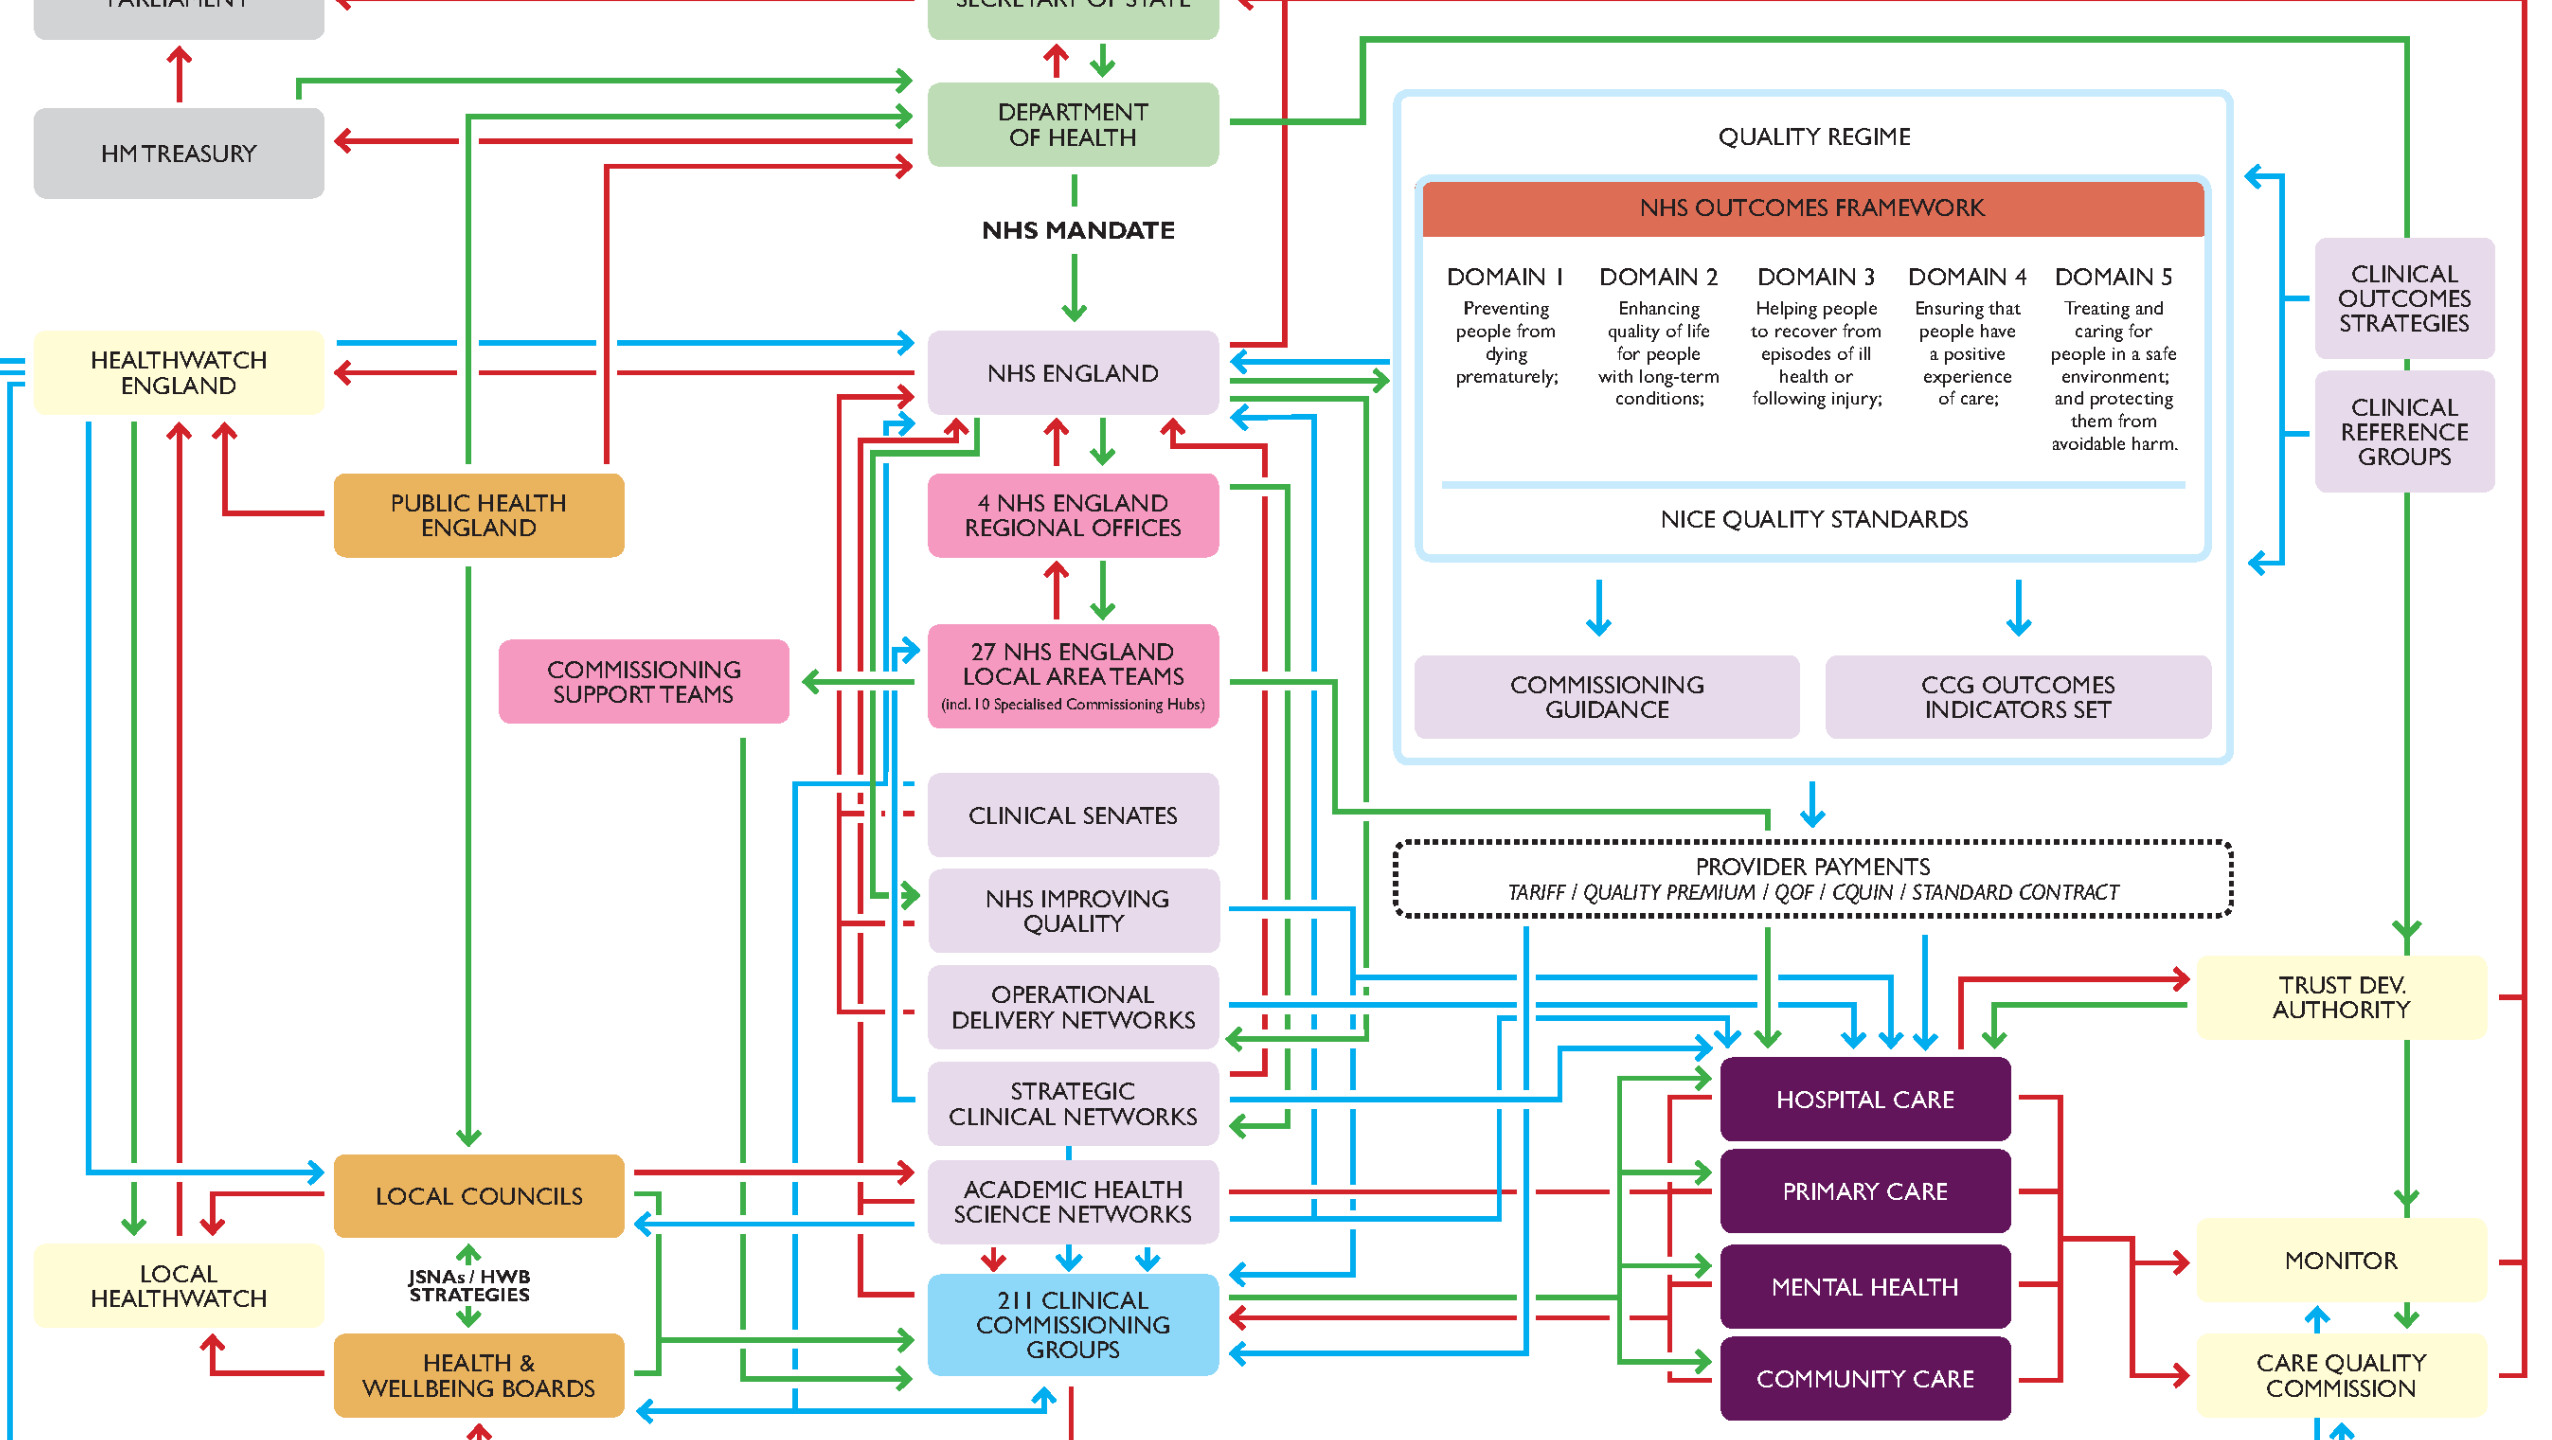 PARLIAMENT
SECRETARY OF STATE
DEPARTMENT
OF HEALTH
HM TREASURY
QUALITY REGIME
NHS OUTCOMES FRAMEWORK
NHS MANDATE
DOMAIN 1
Preventing
people from
dying
prematurely;
DOMAIN 2
Enhancing
quality of life
for people
with long-term
conditions;
DOMAIN 3
Helping people
to recover from
episodes of ill
health or
following injury;
DOMAIN 4
Ensuring that
people have
a positive
experience
of care;
DOMAIN 5
Treating and
caring for
people in a safe
environment;
and protecting
them from
avoidable harm.
NICE QUALITY STANDARDS
CLINICAL
OUTCOMES
STRATEGIES
CLINICAL
REFERENCE
GROUPS
HEALTHWATCH
ENGLAND
NHS ENGLAND
PUBLIC HEALTH
ENGLAND
4 NHS ENGLAND
REGIONAL OFFICES
COMMISSIONING
SUPPORT TEAMS
27 NHS ENGLAND
LOCAL AREA TEAMS
(incl. 10 Specialised Commissioning Hubs)
COMMISSIONING
GUIDANCE
CCG OUTCOMES
INDICATORS SET
CLINICAL SENATES
PROVIDER PAYMENTS
TARIFF / QUALITY PREMIUM / QOF / CQUIN / STANDARD CONTRACT
NHS IMPROVING
QUALITY
OPERATIONAL
DELIVERY NETWORKS
STRATEGIC
CLINICAL NETWORKS
ACADEMIC HEALTH
SCIENCE NETWORKS
211 CLINICAL
COMMISSIONING
GROUPS
TRUST DEV.
AUTHORITY
HOSPITAL CARE
PRIMARY CARE
MENTAL HEALTH
COMMUNITY CARE
MONITOR
CARE QUALITY
COMMISSION
LOCAL COUNCILS
LOCAL
HEALTHWATCH
JSNAs / HWB
STRATEGIES
HEALTH &
WELLBEING BOARDS